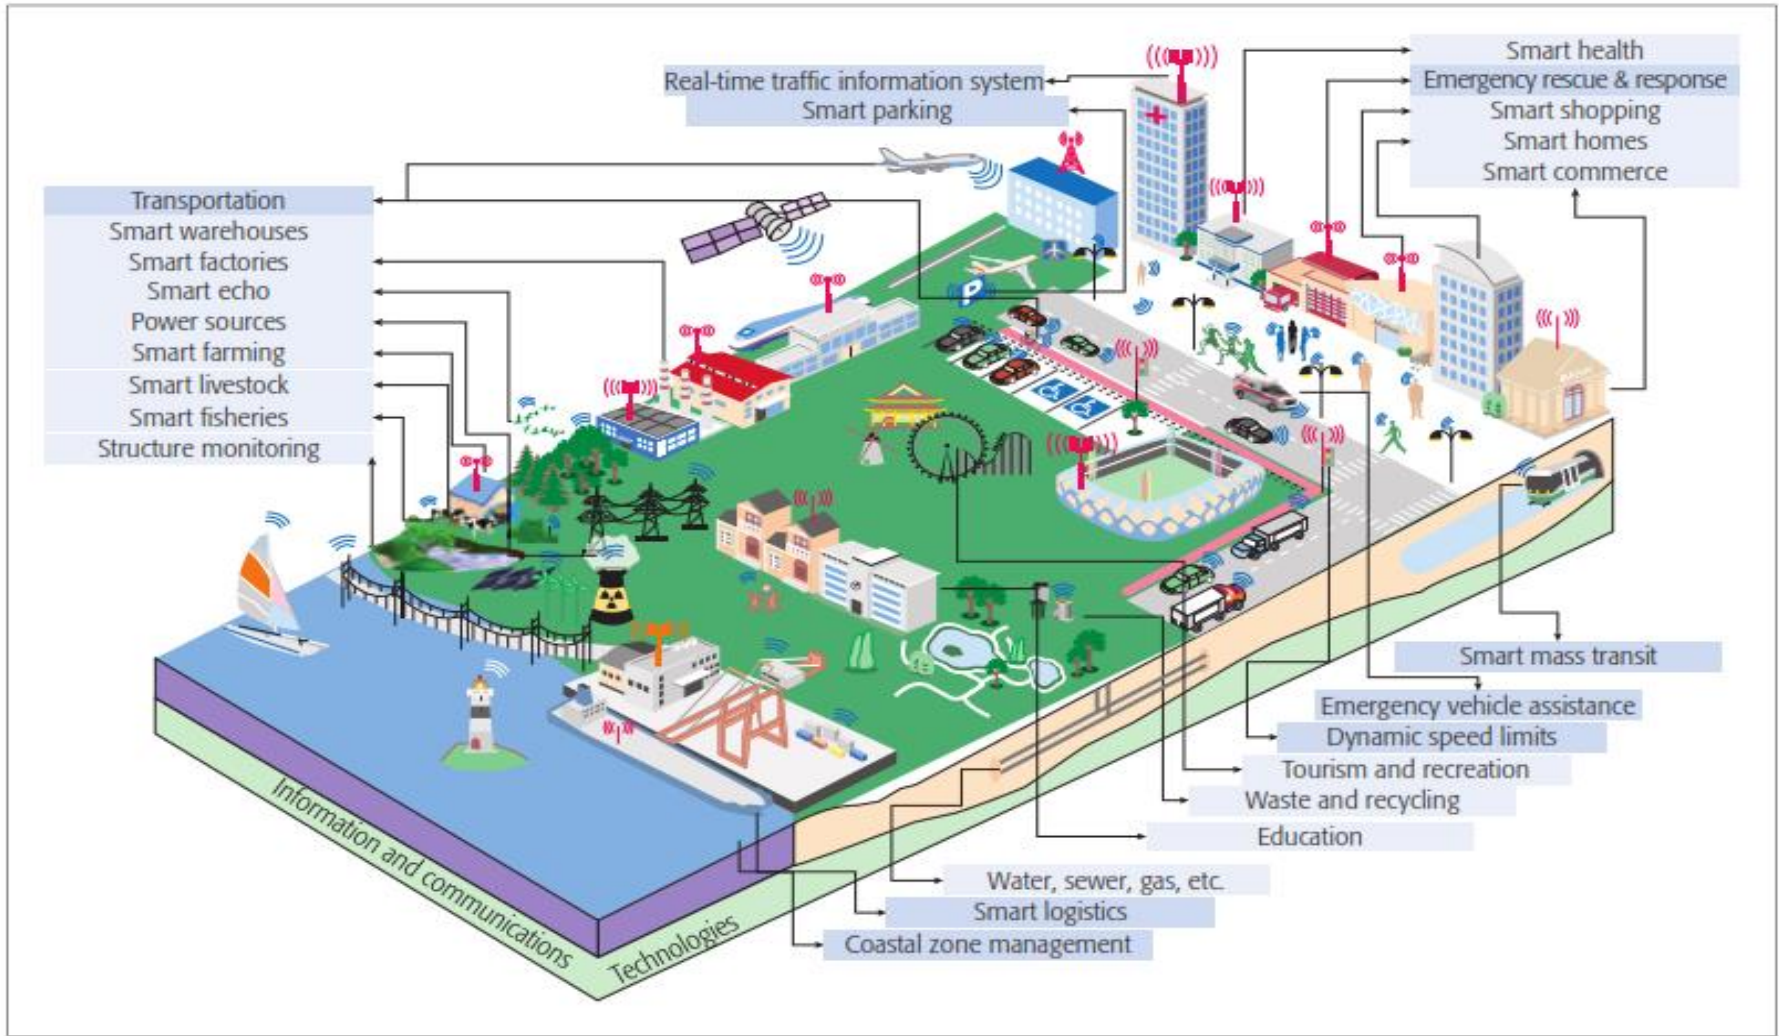 Real-time traffic information system
Smart parking
Smart health
Emergency rescue & response
Smart shopping
Smart homes
Smart commerce
Transportation
Smart warehouses
Smart factories
Smart echo
Power sources
Smart farming
Smart livestock
Smart fisheries
Structure monitoring
P
Smart mass transit
Emergency vehicle assistance
Dynamic speed limits
Tourism and recreation
Waste and recycling
Education
Water, sewer, gas, etc.
Smart logistics
Coastal zone management
Information and communications
Technologies